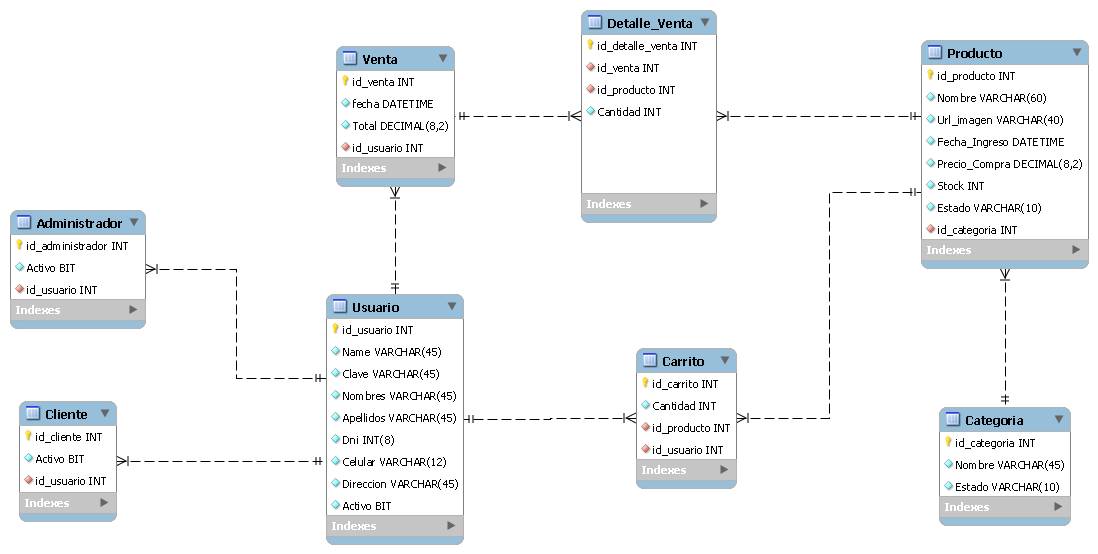 Detalle_Venta
id_detalle_venta INT
id_venta INT
id_producto INT
Cantidad INT
Indexes
Venta
id_venta INT
fecha DATETIME
Total DECIMAL(8,2)
id_usuario INT
Indexes
Producto
id_producto INT
Nombre VARCHAR(60)
Url_imagen VARCHAR(40)
Fecha_Ingreso DATETIME
Precio_Compra DECIMAL(8,2)
Stock INT
Estado VARCHAR(10)
id_categoria INT
Indexes
Administrador
id_administrador INT
Activo BIT
id_usuario INT
Indexes
Usuario
id_usuario INT
Name VARCHAR(45)
Clave VARCHAR(45)
Nombres VARCHAR(45)
Apellidos VARCHAR(45)
Dni INT(8)
Celular VARCHAR(12)
Direccion VARCHAR(45)
Activo BIT
Indexes
Carrito
id_carrito INT
Cantidad INT
id_producto INT
id_usuario INT
Indexes
Cliente
id_cliente INT
Activo BIT
id_usuario INT
Indexes
Categoria
id_categoria INT
Nombre VARCHAR(45)
Estado VARCHAR(10)
Indexes